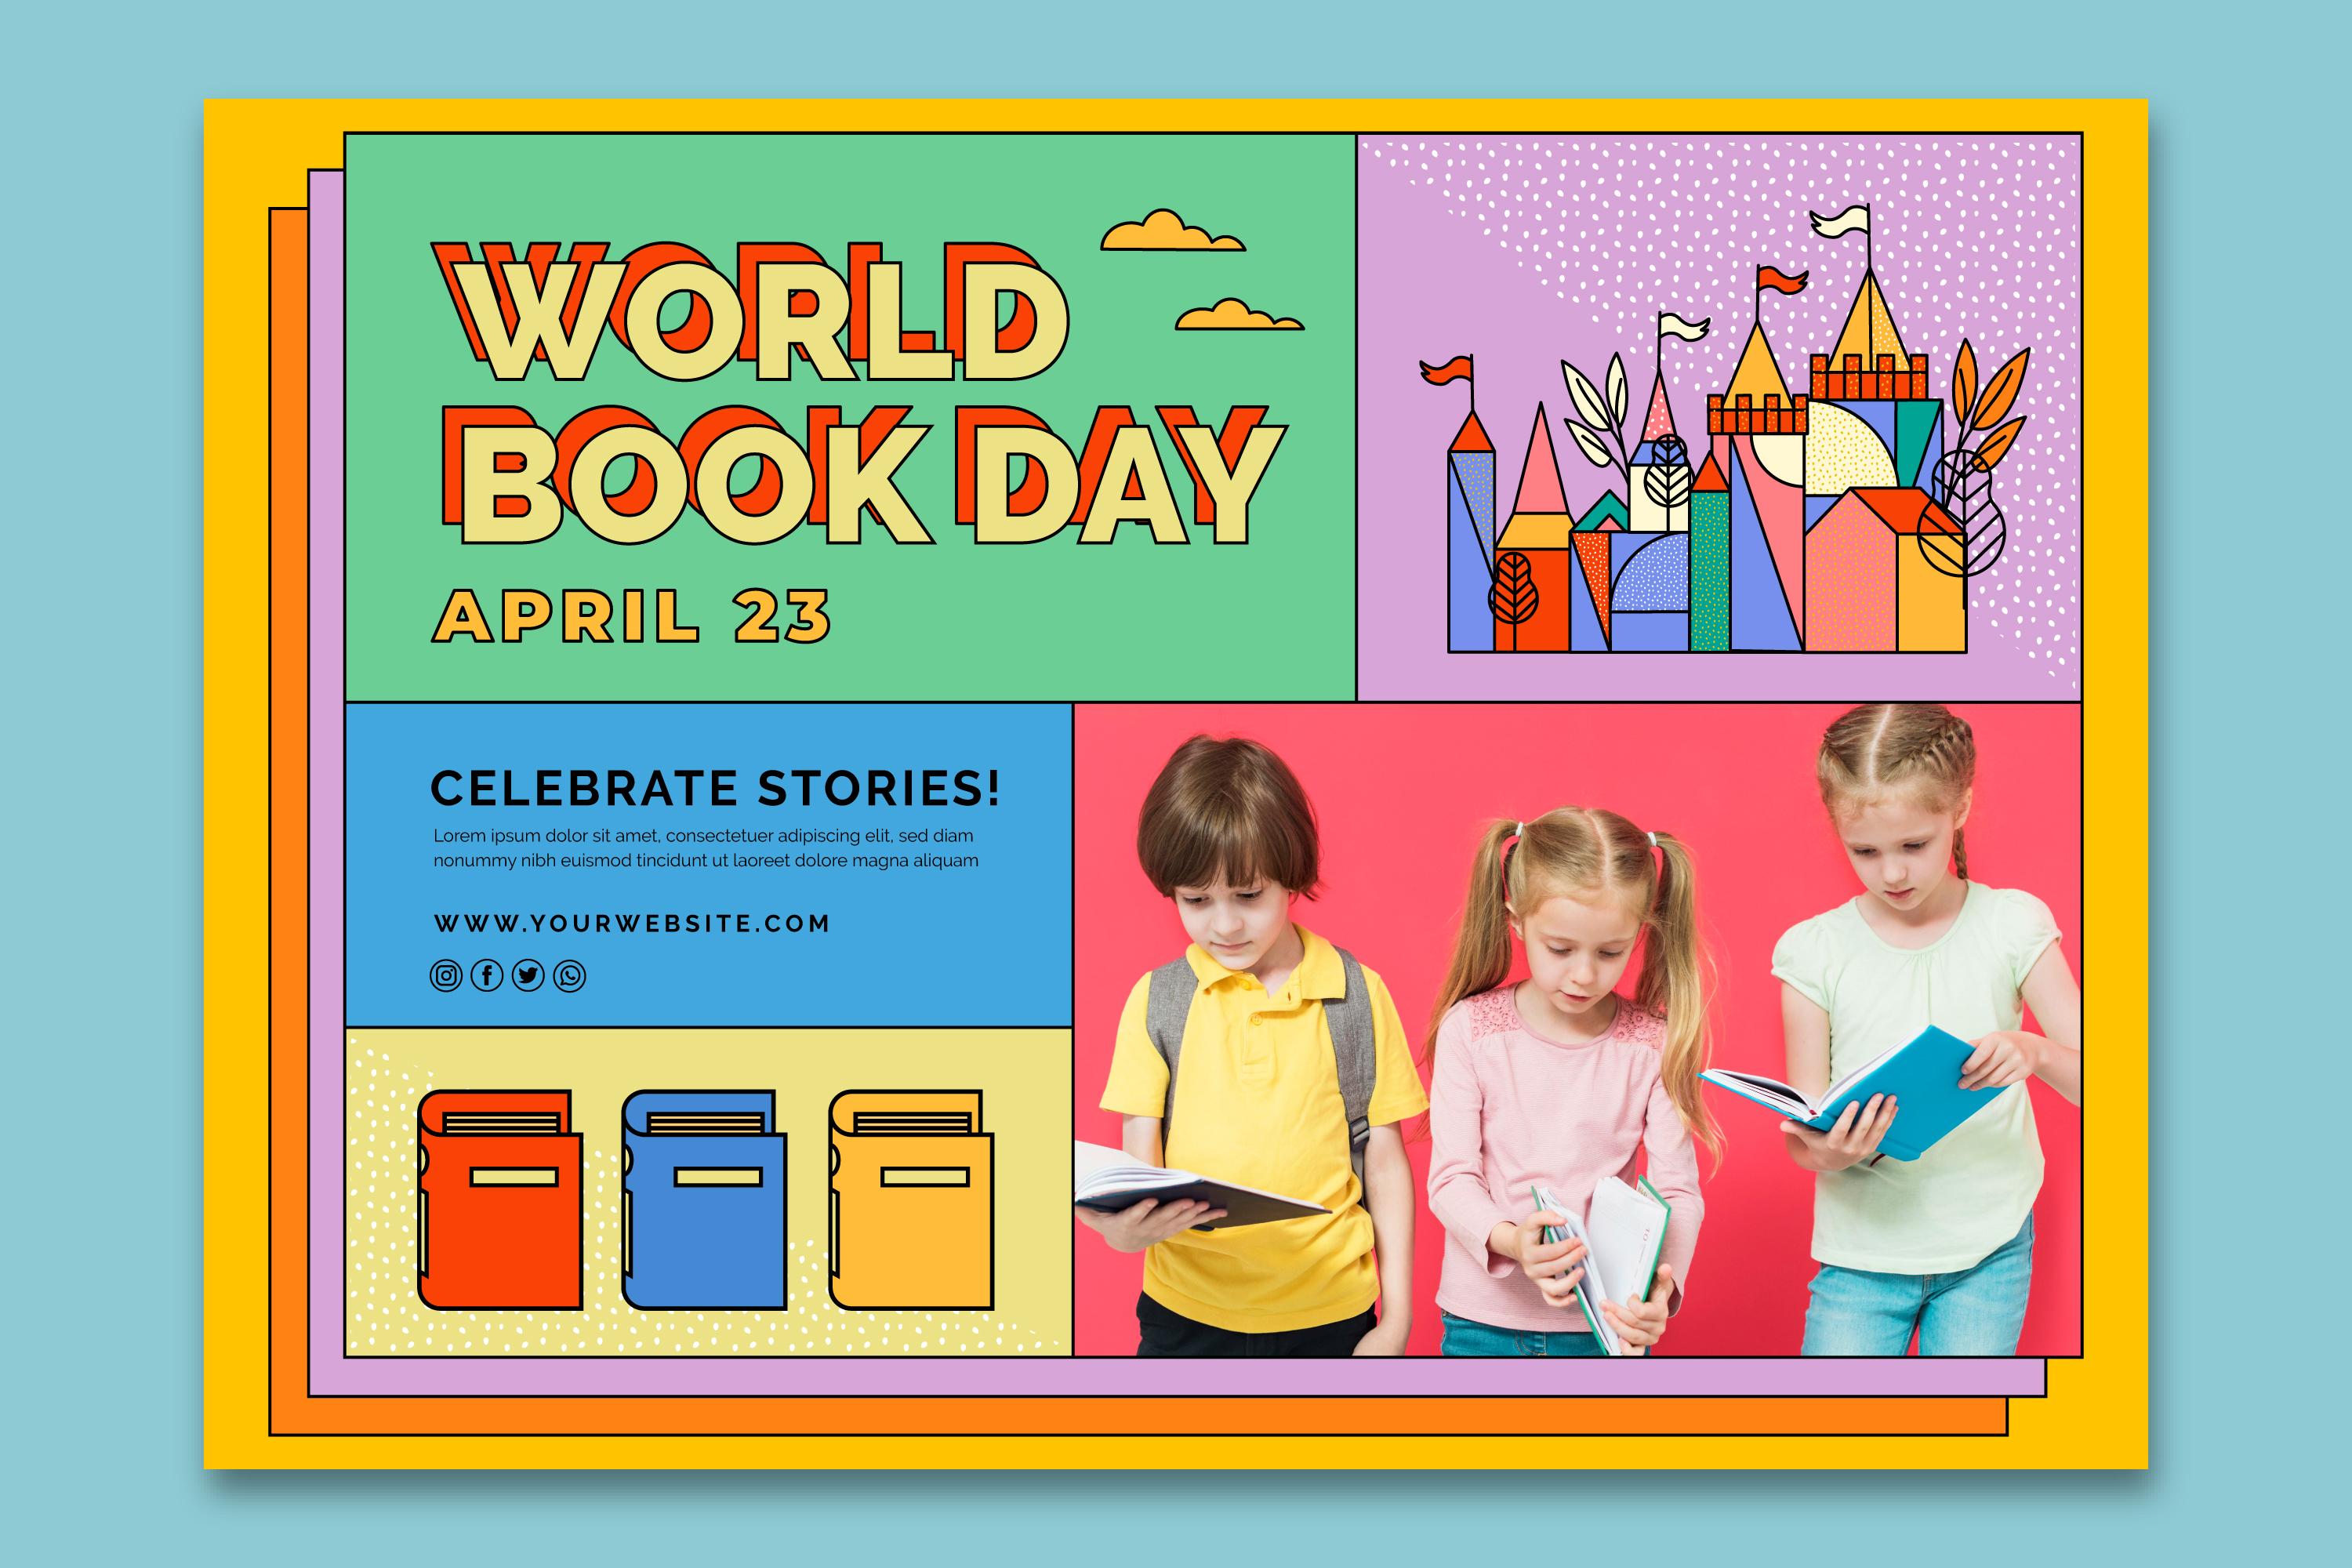 WORLD
BOOK DAY
APRIL 23
CELEBRATE STORIES!
Lorem ipsum dolor sit amet, consectetuer adipiscing elit, sed diam
nonummy nibh euismod tincidunt ut laoreet dolore magna aliquam
WWW.YOURWEBSITE.COM